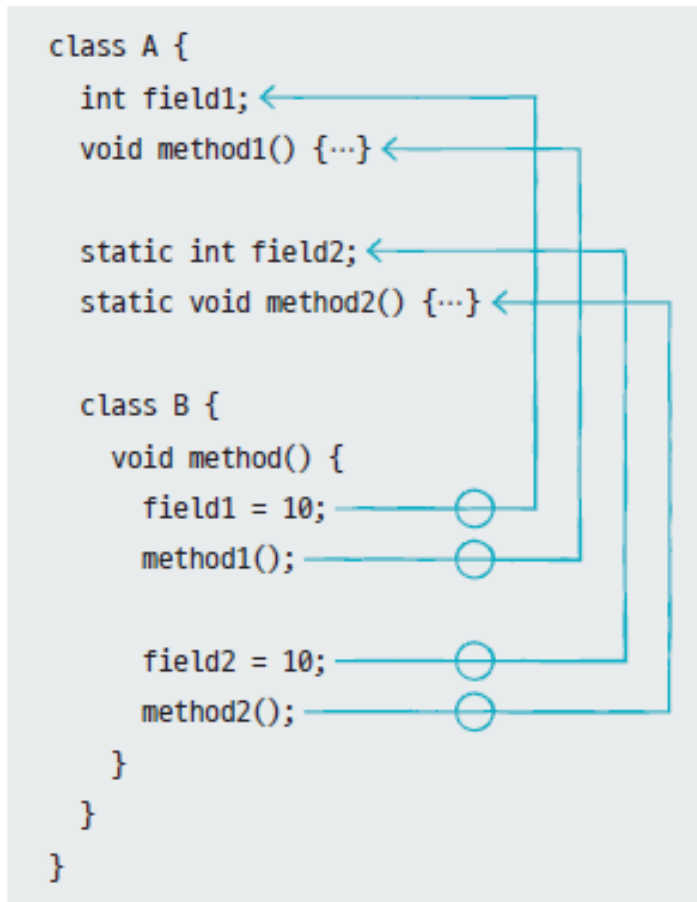 class A {
int field1;
void method1() {…}
static int field2;
static void method2() {…}
class B {
void method() {
field1 = 10;
method1();
field2 = 10;
method2();
}
}
}